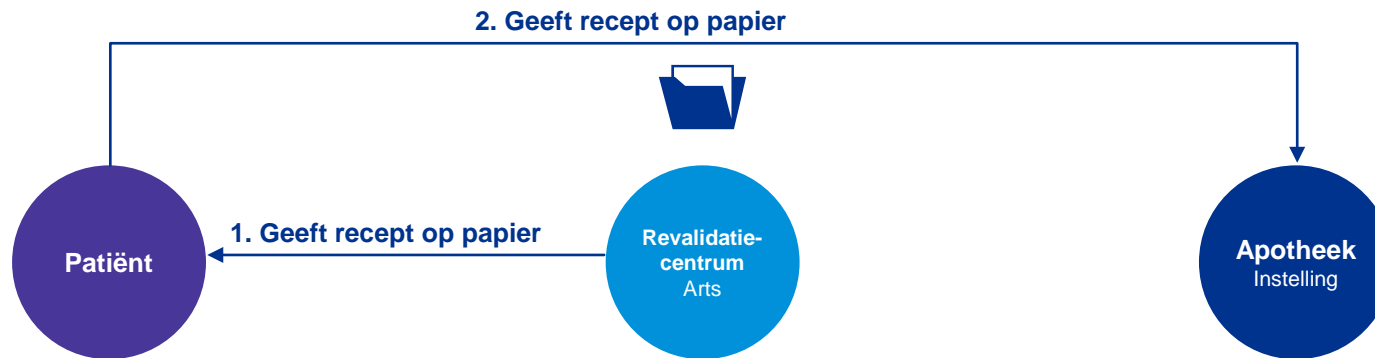 2. Geeft recept op papier
1. Geeft recept op papier
Patiënt
Revalidatie-
centrum
Arts
Apotheek
Instelling